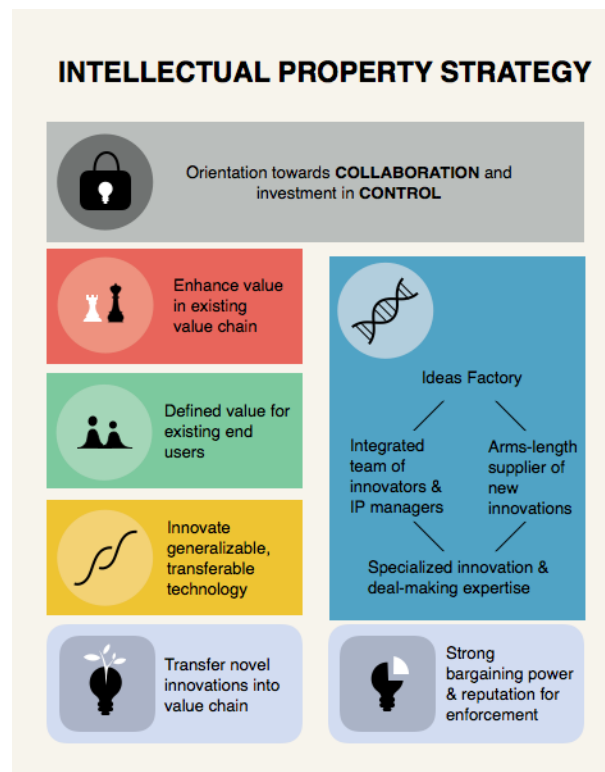 INTELLECTUAL PROPERTY STRATEGY
Orientation towards COLLABORATION and
investment in CONTROL
Enhance value
in existing
value chain
Defined value for
existing end
users
Innovate
generalizable,
transferable
technology
Transfer novel
innovations into
value chain
Ideas Factory
Integrated
team of
innovators &
IP managers
Arms-length
supplier of
new
innovations
Specialized innovation &
deal-making expertise
Strong
bargaining power
& reputation for
enforcement